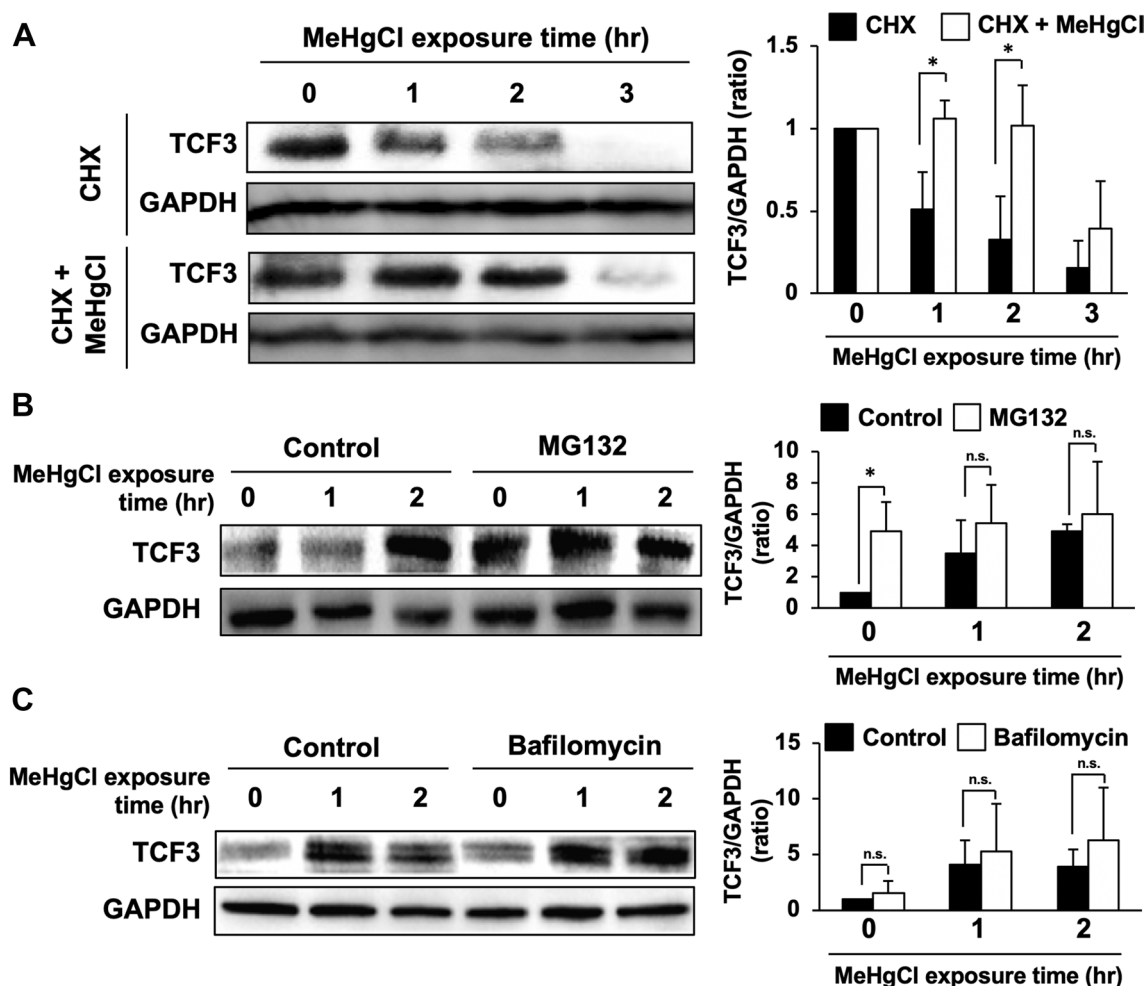 A
MeHgCl exposure time (hr)
0 1 2 3
CHX
TCF3
GAPDH
CHX +
MeHgCl
TCF3
GAPDH
CHX CHX + MeHgCl
TCF3/GAPDH (ratio)
1.5
1
0.5
0
* *
0 1 2 3
MeHgCl exposure time (hr)
B
Control MG132
MeHgCl exposure
time (hr)
0 1 2 0 1 2
TCF3
GAPDH
Control MG132
TCF3/GAPDH
(ratio)
10
8
6
4
2
0
* n.s. n.s.
0 1 2
MeHgCl exposure time (hr)
C
Control Bafilomycin
MeHgCl exposure
time (hr)
0 1 2 0 1 2
TCF3
GAPDH
Control Bafilomycin
TCF3/GAPDH
(ratio)
15
10
5
0
n.s. n.s. n.s.
0 1 2
MeHgCl exposure time (hr)